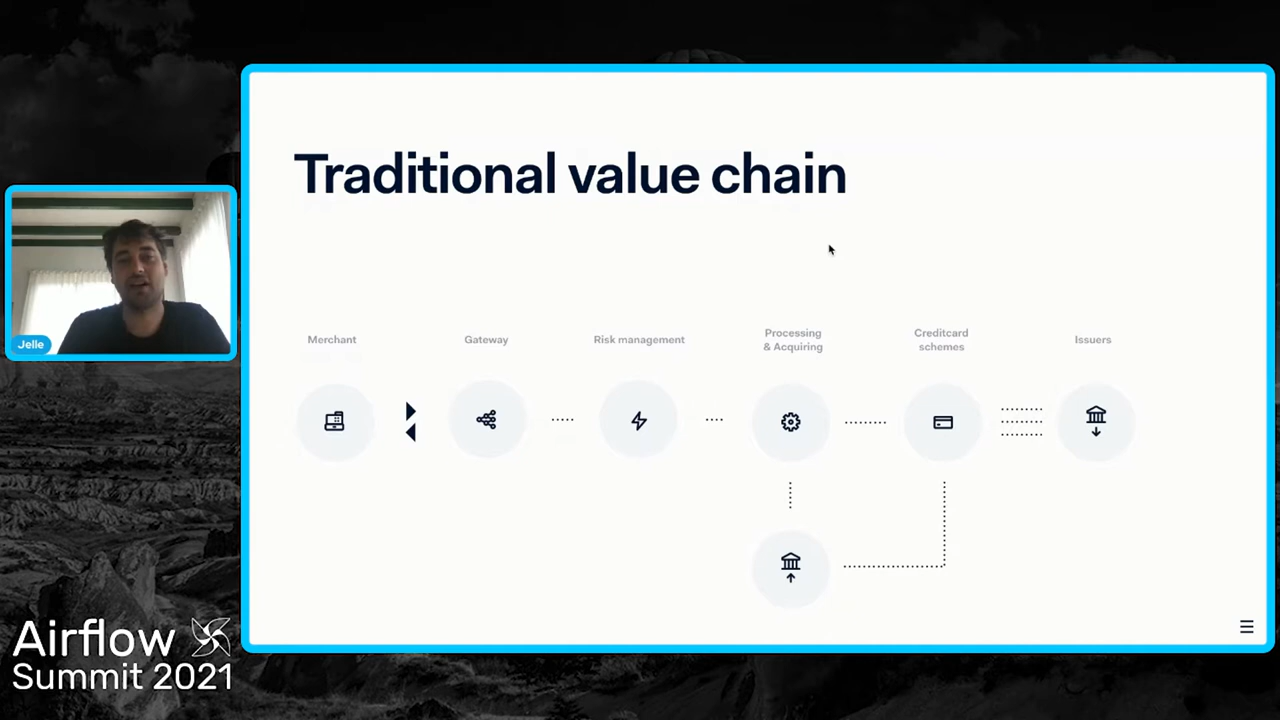 Traditional value chain
Merchant
Gateway
Risk management
Processing
& Acquiring
Creditcard
schemes
Issuers
Jelle
Airflow
Summit 2021